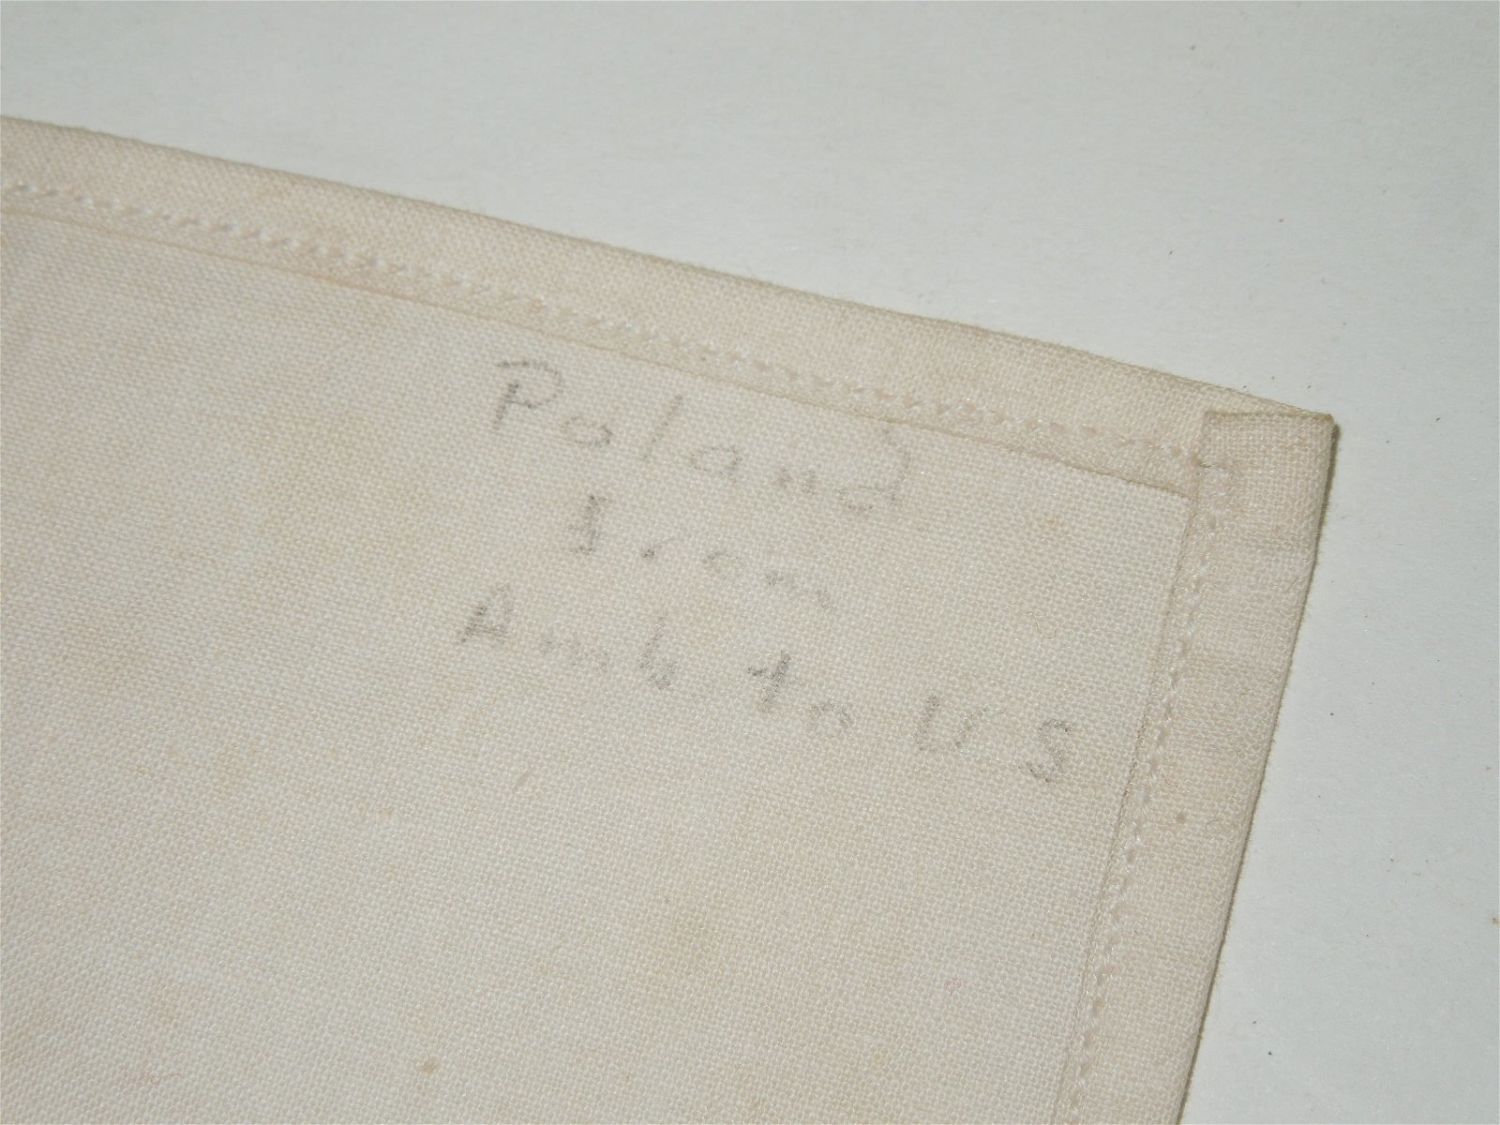 Poland
From
Amb to US